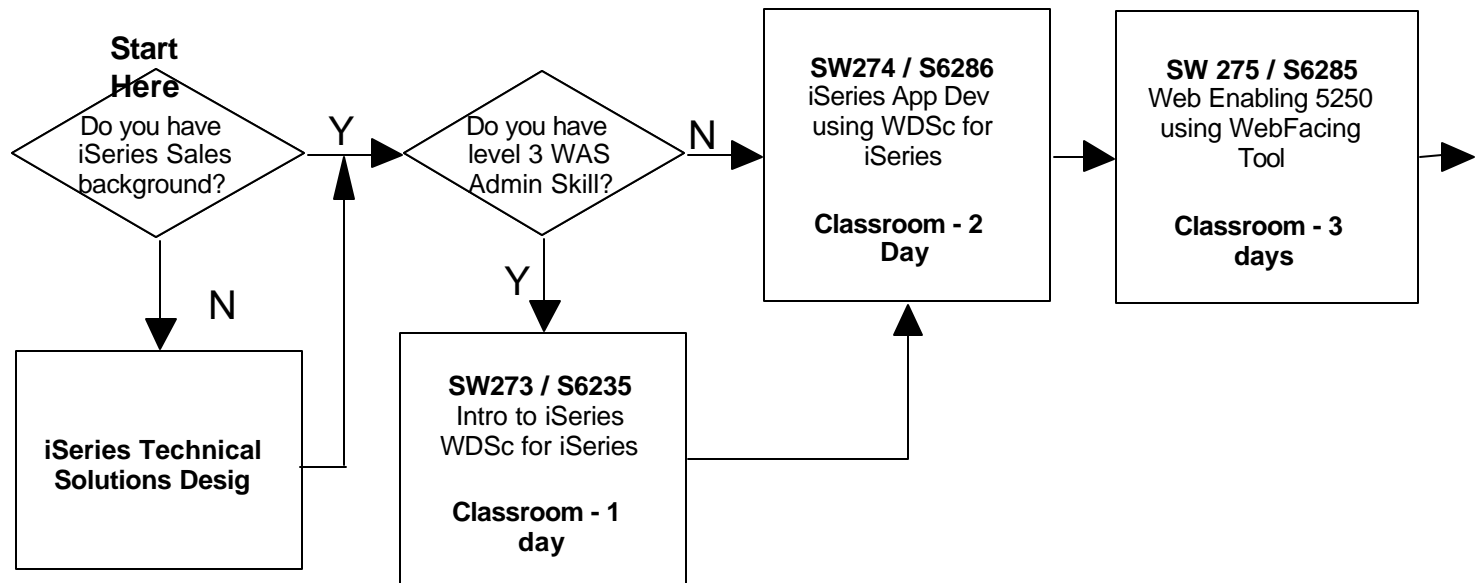 Start
Here
Do you have
iSeries Sales
background?
Y
N
iSeries Technical
Solutions Desig
Do you have
level 3 WAS
Admin Skill?
N
Y
SW273 / S6235
Intro to iSeries
WDSc for iSeries
Classroom - 1
day
SW274 / S6286
iSeries App Dev
using WDSc for
iSeries
Classroom - 2
Day
SW 275 / S6285
Web Enabling 5250
using WebFacing
Tool
Classroom - 3
days